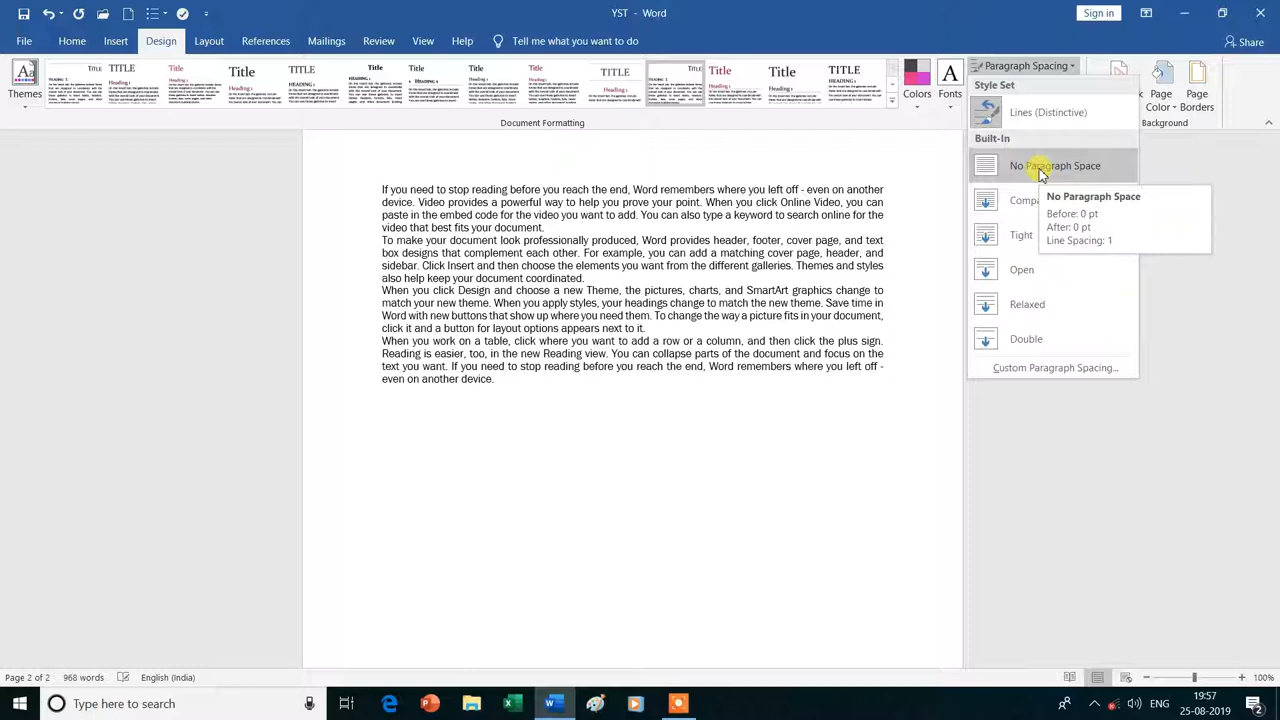 YST - Word
Sign in
File Home Insert Design Layout References Mailings Review View Help Tell me what you want to do Share
Themes
TITLE TITLE Title Title TITLE Title Title Title Title TITLE TITLE Title Title TITLE
Colors Fonts
Paragraph Spacing
Page Color Page Borders
Document Formatting
Background
Style Set
Lines (Distinctive)
Built-In
No Paragraph Space
Tight
Open
Relaxed
Double
Custom Paragraph Spacing...
No Paragraph Space
Before: 0 pt
After: 0 pt
Line Spacing: 1
If you need to stop reading before you reach the end, Word remembers where you left off - even on another
device. Video provides a powerful way to help you prove your point. When you click Online Video, you can
paste in the embed code for the video you want to add. You can also type a keyword to search online for the
video that best fits your document.
To make your document look professionally produced, Word provides header, footer, cover page, and text
box designs that complement each other. For example, you can add a matching cover page, header, and
sidebar. Click Insert and then choose the elements you want from the different galleries. Themes and styles
also help keep your document coordinated.
When you click Design and choose a new Theme, the pictures, charts, and SmartArt graphics change to
match your new theme. When you apply styles, your headings change to match the new theme. Save time in
Word with new buttons that show up where you need them. To change the way a picture fits in your document,
click it and a button for layout options appears next to it.
When you work on a table, click where you want to add a row or a column, and then click the plus sign.
Reading is easier, too, in the new Reading view. You can collapse parts of the document and focus on the
text you want. If you need to stop reading before you reach the end, Word remembers where you left off -
even on another device.
Page 2 of 2 968 words English (India)
100%
Type here to search
19:57
25-08-2019